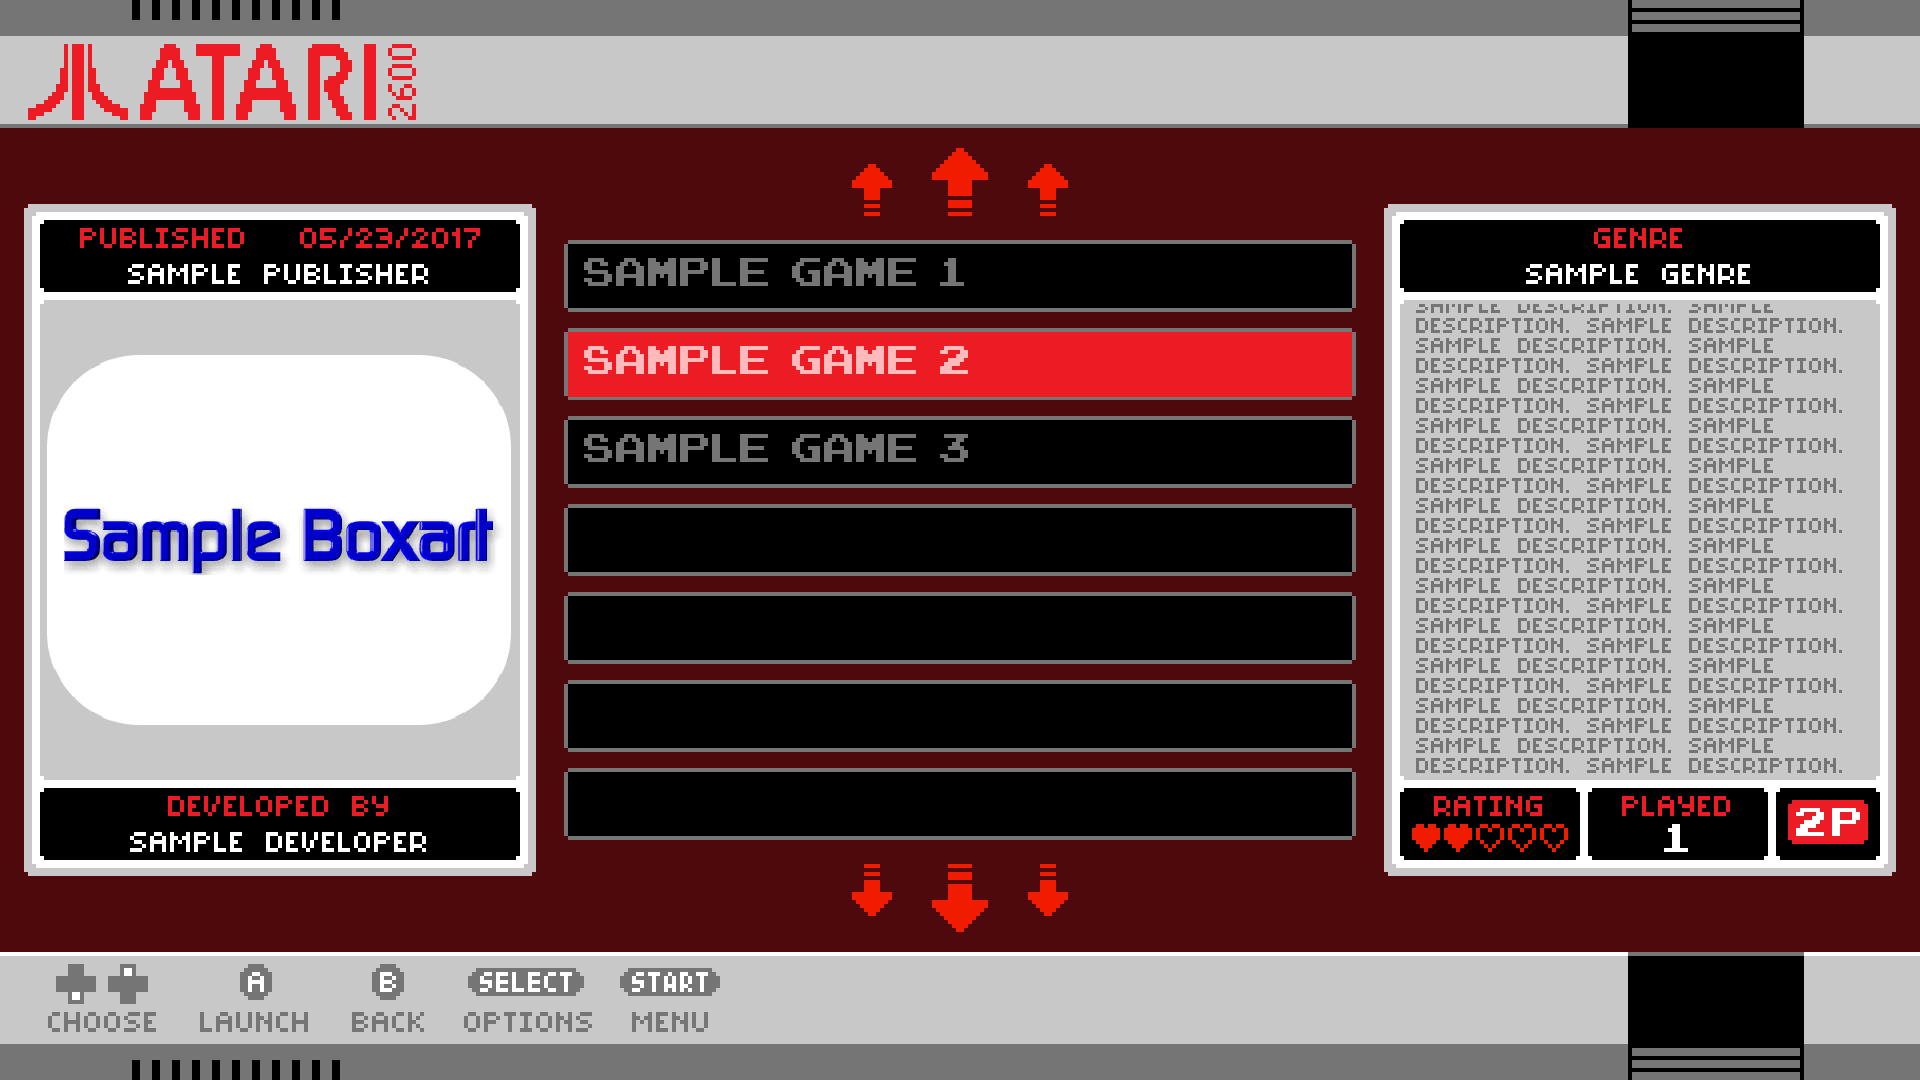 ATARI 2600
PUBLISHED 05/23/2017
SAMPLE PUBLISHER
Sample Boxart
DEVELOPED BY
SAMPLE DEVELOPER
SAMPLE GAME 1
SAMPLE GAME 2
SAMPLE GAME 3
GENRE
SAMPLE GENRE
SAMPLE DESCRIPTION. SAMPLE
DESCRIPTION. SAMPLE DESCRIPTION.
SAMPLE DESCRIPTION. SAMPLE
DESCRIPTION. SAMPLE DESCRIPTION.
SAMPLE DESCRIPTION. SAMPLE
DESCRIPTION. SAMPLE DESCRIPTION.
SAMPLE DESCRIPTION. SAMPLE
DESCRIPTION. SAMPLE DESCRIPTION.
SAMPLE DESCRIPTION. SAMPLE
DESCRIPTION. SAMPLE DESCRIPTION.
SAMPLE DESCRIPTION. SAMPLE
DESCRIPTION. SAMPLE DESCRIPTION.
SAMPLE DESCRIPTION. SAMPLE
DESCRIPTION. SAMPLE DESCRIPTION.
SAMPLE DESCRIPTION. SAMPLE
DESCRIPTION. SAMPLE DESCRIPTION.
SAMPLE DESCRIPTION. SAMPLE
DESCRIPTION. SAMPLE DESCRIPTION.
SAMPLE DESCRIPTION. SAMPLE
DESCRIPTION. SAMPLE DESCRIPTION.
SAMPLE DESCRIPTION. SAMPLE
DESCRIPTION. SAMPLE DESCRIPTION.
SAMPLE DESCRIPTION. SAMPLE
DESCRIPTION. SAMPLE DESCRIPTION.
RATING
PLAYED
1
2P
A
B
SELECT
START
CHOOSE
LAUNCH
BACK
OPTIONS
MENU